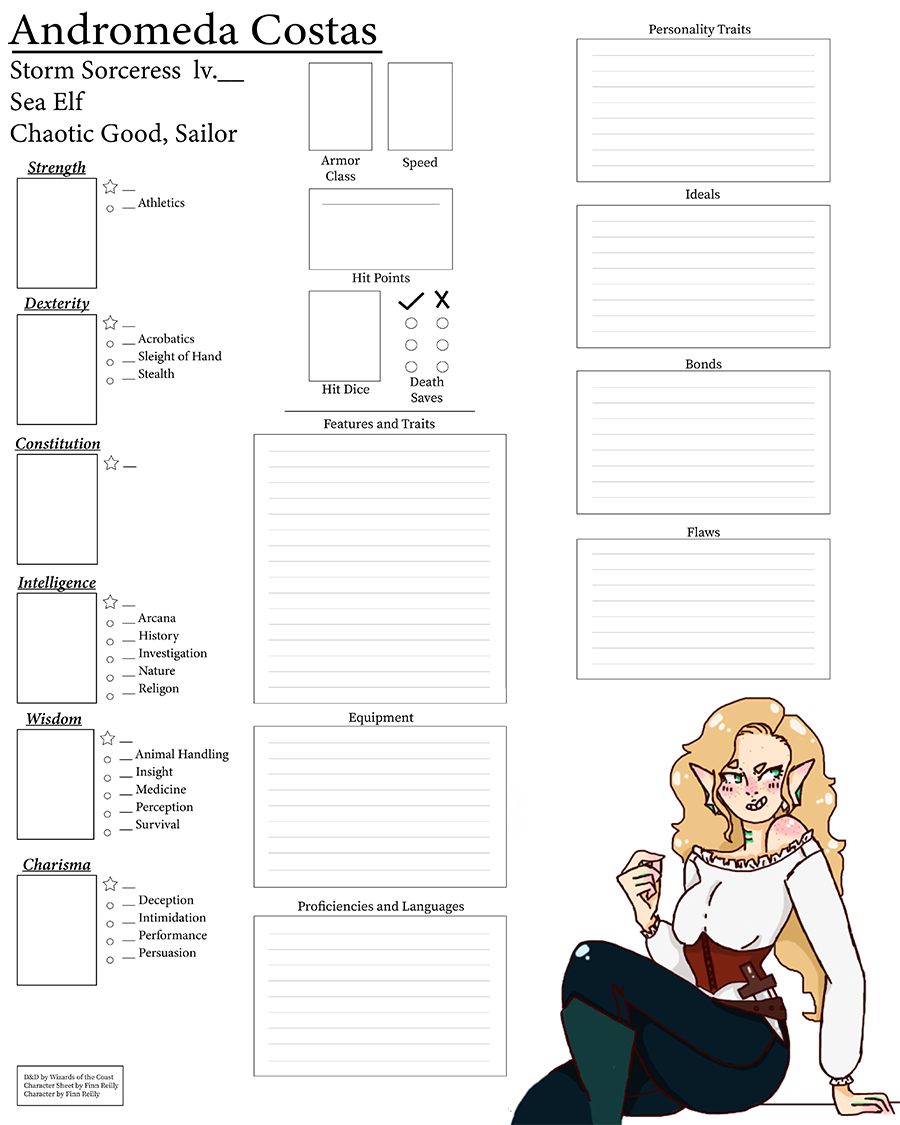 Andromeda Costas
Storm Sorceress lv.__
Sea Elf
Chaotic Good, Sailor
Strength
__
__ Athletics
Dexterity
__
__ Acrobatics
__ Sleight of Hand
__ Stealth
Constitution
__
Intelligence
__
__ Arcana
__ History
__ Investigation
__ Nature
__ Religon
Wisdom
__
__ Animal Handling
__ Insight
__ Medicine
__ Perception
__ Survival
Charisma
__
__ Deception
__ Intimidation
__ Performance
__ Persuasion
D&D by Wizards of the Coast
Character Sheet by Finn Reilly
Character by Finn Reilly
Armor
Class
Speed
Hit Points
Hit Dice
Death
Saves
Features and Traits
Equipment
Proficiencies and Languages
Personality Traits
Ideals
Bonds
Flaws